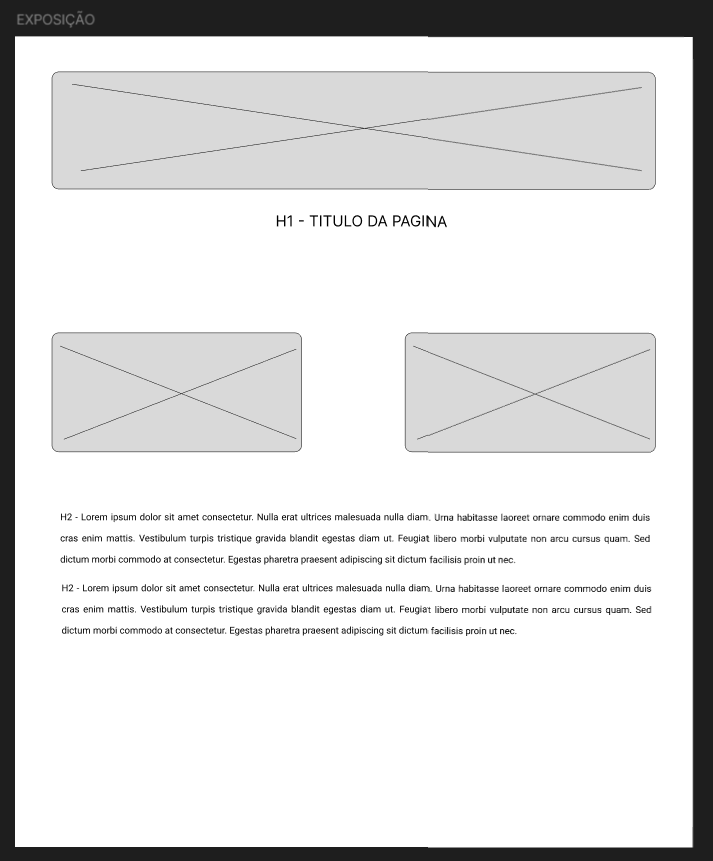 EXPOSIÇÃO
H1 - TITULO DA PAGINA
H2 - Lorem ipsum dolor sit amet consectetur. Nulla erat ultrices malesuada nulla diam. Urna habitasse laoreet ornare commodo enim duis
cras enim mattis. Vestibulum turpis tristique gravida blandit egestas diam ut. Feugiat libero morbi vulputate non arcu cursus quam. Sed
dictum morbi commodo at consectetur. Egestas pharetra praesent adipiscing sit dictum facilisis proin ut nec.
H2 - Lorem ipsum dolor sit amet consectetur. Nulla erat ultrices malesuada nulla diam. Urna habitasse laoreet ornare commodo enim duis
cras enim mattis. Vestibulum turpis tristique gravida blandit egestas diam ut. Feugiat libero morbi vulputate non arcu cursus quam. Sed
dictum morbi commodo at consectetur. Egestas pharetra praesent adipiscing sit dictum facilisis proin ut nec.